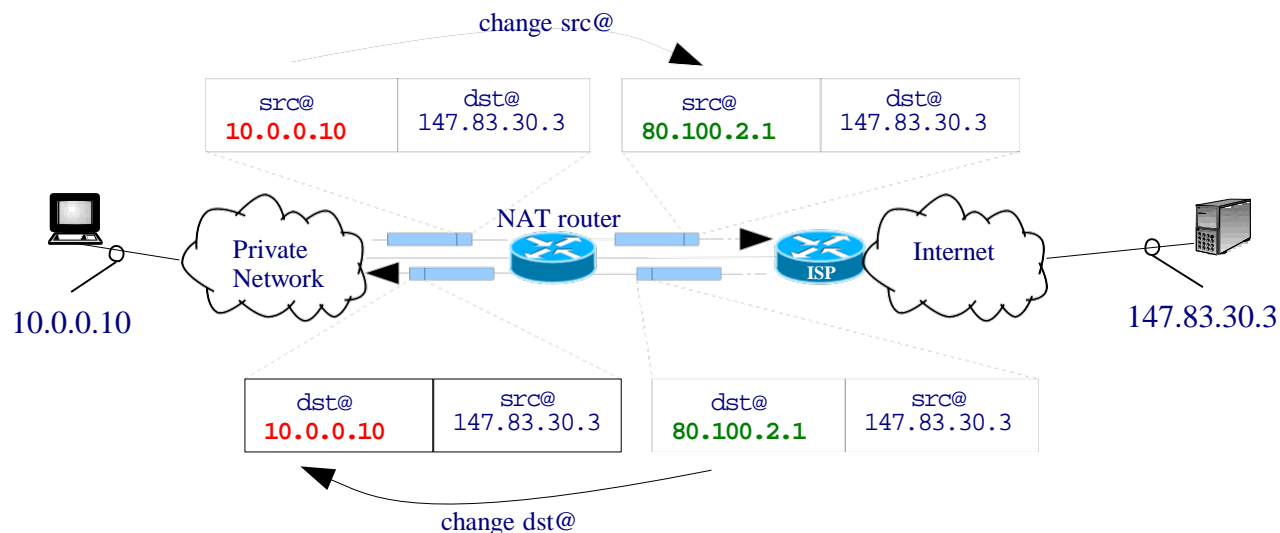 change src@
src@
10.0.0.10
dst@
147.83.30.3
src@
80.100.2.1
dst@
147.83.30.3
NAT router
Private
Network
Internet
ISP
10.0.0.10
147.83.30.3
dst@
10.0.0.10
src@
147.83.30.3
dst@
80.100.2.1
src@
147.83.30.3
change dst@